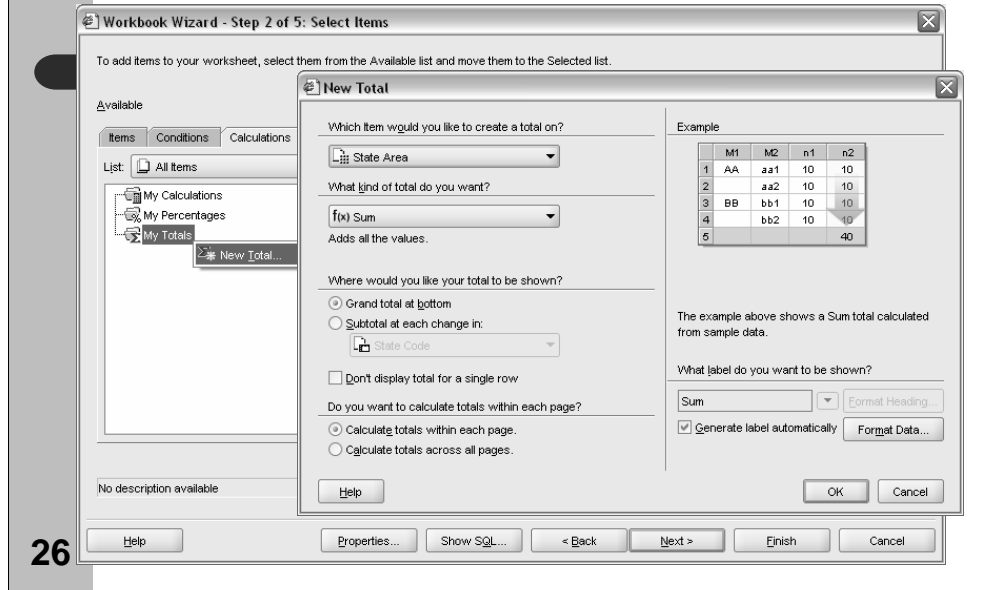 Workbook Wizard - Step 2 of 5: Select Items
To add items to your worksheet, select them from the Available list and move them to the Selected list.
Available
Items Conditions Calculations
List: All Items
My Calculations
My Percentages
My Totals
New Total...
No description available
New Total
Which item would you like to create a total on?
State Area
What kind of total do you want?
f(x) Sum
Adds all the values.
Where would you like your total to be shown?
Grand total at bottom
Subtotal at each change in:
State Code
Don't display total for a single row
Do you want to calculate totals within each page?
Calculate totals within each page.
Calculate totals across all pages.
Example
M1 M2 n1 n2
1 AA aa1 10 10
2 aa2 10 10
3 BB bb1 10 10
4 bb2 10 10
5 40
The example above shows a Sum total calculated
from sample data.
What label do you want to be shown?
Sum Format Heading...
Generate label automatically Format Data...
Help OK Cancel
Help Properties... Show SQL... < Back Next > Finish Cancel
26